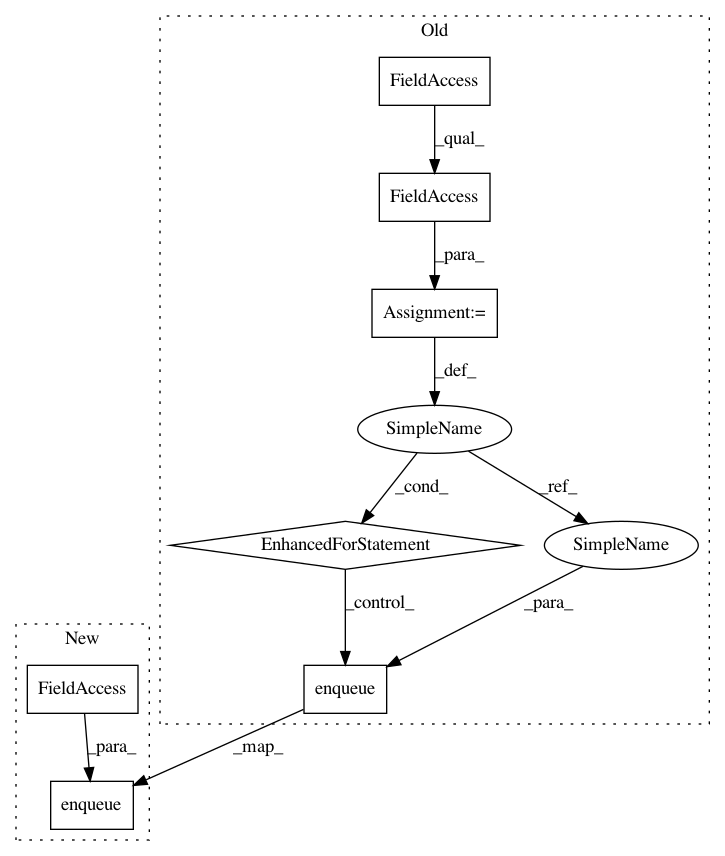 Old
FieldAccess
_qual_
FieldAccess
_para_
Assignment:=
_def_
SimpleName
_cond_
_ref_
EnhancedForStatement
SimpleName
_control_
_para_
New
FieldAccess
enqueue
_para_
_map_
enqueue